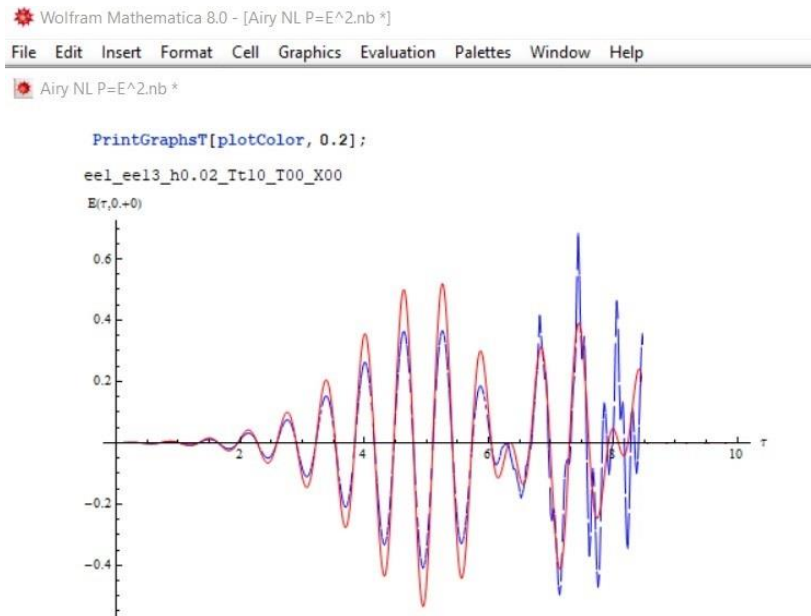 Wolfram Mathematica 8.0 - [Airy NL P=E^2.nb *]
File Edit Insert Format Cell Graphics Evaluation Palettes Window Help
Airy NL P=E^2.nb *
PrintGraphsT[plotColor, 0.2];
ee1_ee13_h0.02_Tt10_T00_X00
E(τ,0.+0)
0.6
0.4
0.2
2 4 6 8 10 τ
-0.2
-0.4